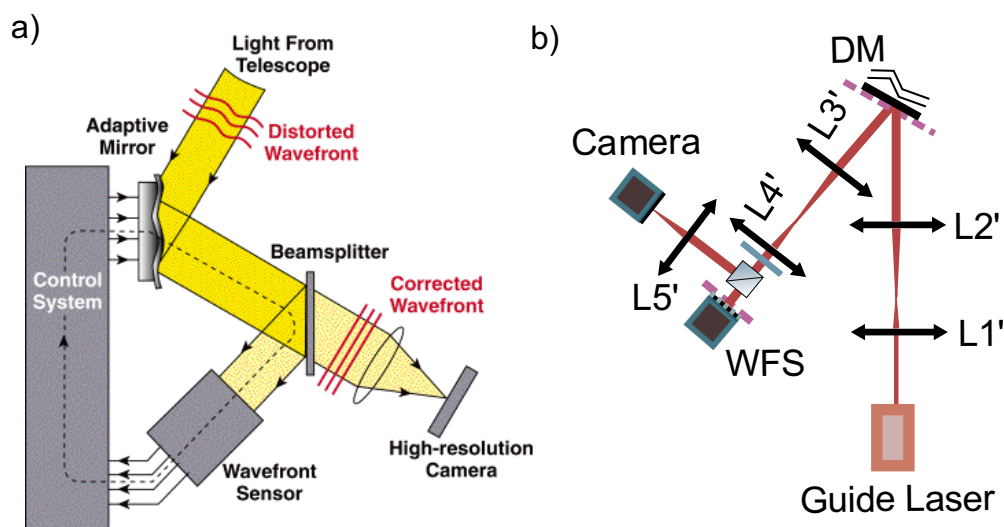 a)
Light From
Telescope
Distorted
Wavefront
Adaptive
Mirror
Beamsplitter
Control
System
Corrected
Wavefront
High-resolution
Camera
Wavefront
Sensor
b)
DM
L3'
Camera
L4'
L2'
L5'
L1'
WFS
Guide Laser